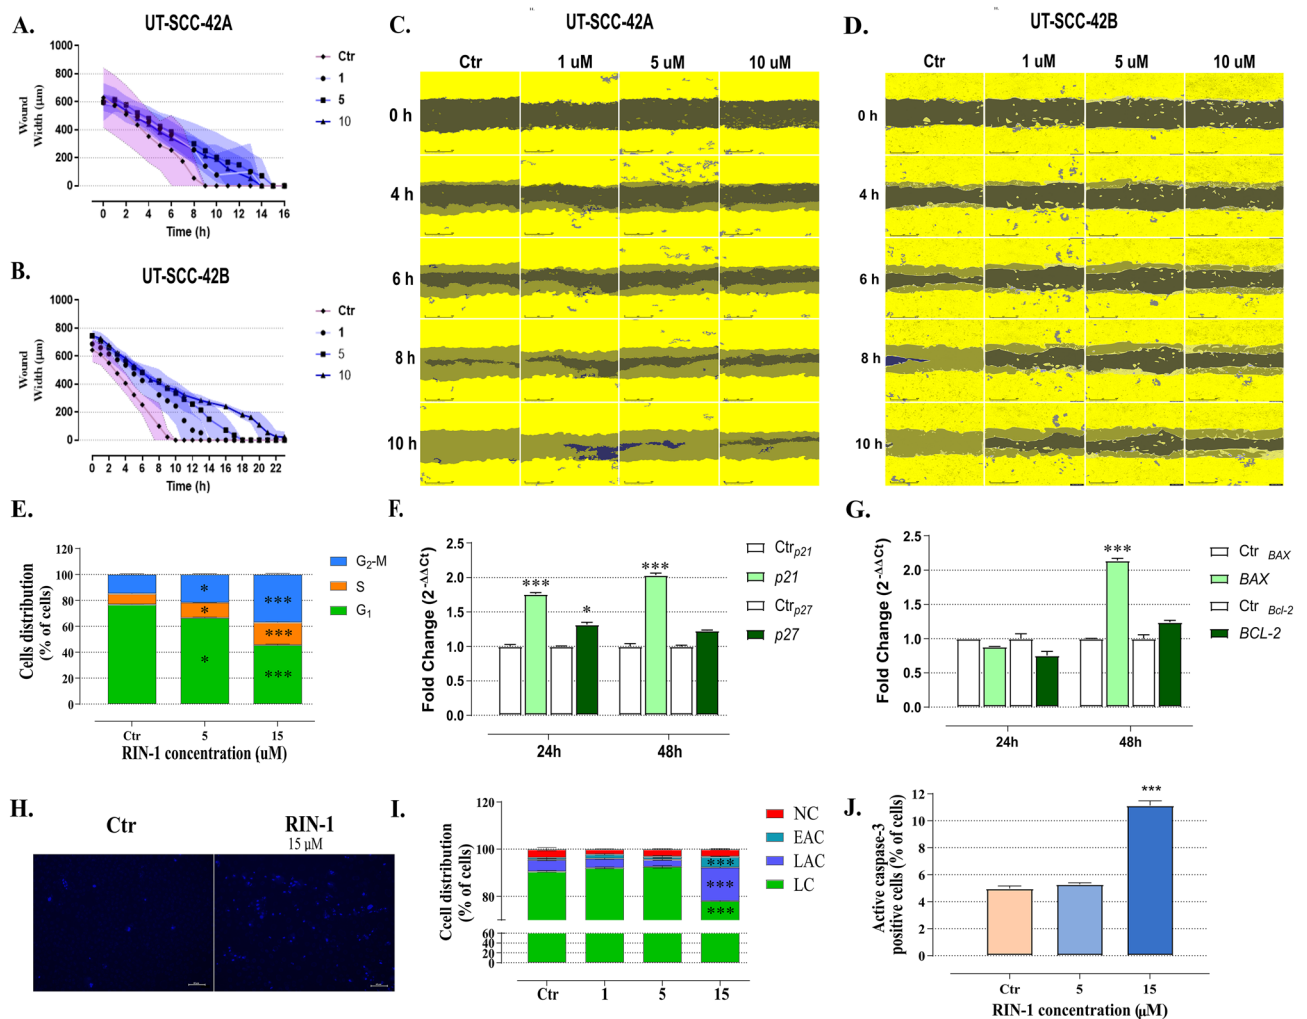 A.
UT-SCC-42A
1000
800
600
400
200
0
Wound
Width (µm)
0 2 4 6 8 10 12 14 16
Time (h)
Ctr
1
5
10
B.
UT-SCC-42B
1000
800
600
400
200
0
Wound
Width (µm)
0 2 4 6 8 10 12 14 16 18 20 22
Time (h)
Ctr
1
5
10
C.
UT-SCC-42A
Ctr 1 uM 5 uM 10 uM
0 h
4 h
6 h
8 h
10 h
D.
UT-SCC-42B
Ctr 1 uM 5 uM 10 uM
0 h
4 h
6 h
8 h
10 h
E.
120
100
80
60
40
20
0
Cells distribution
(% of cells)
*
*
*
***
***
***
Ctr 5 15
RIN-1 concentration (uM)
G₂-M
S
G₁
F.
2.5
2.0
1.5
1.0
0.5
0.0
Fold Change (2^-ΔΔCt)
***
*
***
24h 48h
Ctr p21
p21
Ctr p27
p27
G.
2.5
2.0
1.5
1.0
0.5
0.0
Fold Change (2^-ΔΔCt)
***
24h 48h
Ctr BAX
BAX
Ctr Bcl-2
BCL-2
H.
Ctr RIN-1
15 µM
I.
120
100
80
60
40
20
0
Ccell distribution
(% of cells)
***
***
***
Ctr 1 5 15
NC
EAC
LAC
LC
J.
12
10
8
6
4
2
0
Active caspase-3
positive cells (% of cells)
***
Ctr 5 15
RIN-1 concentration (µM)